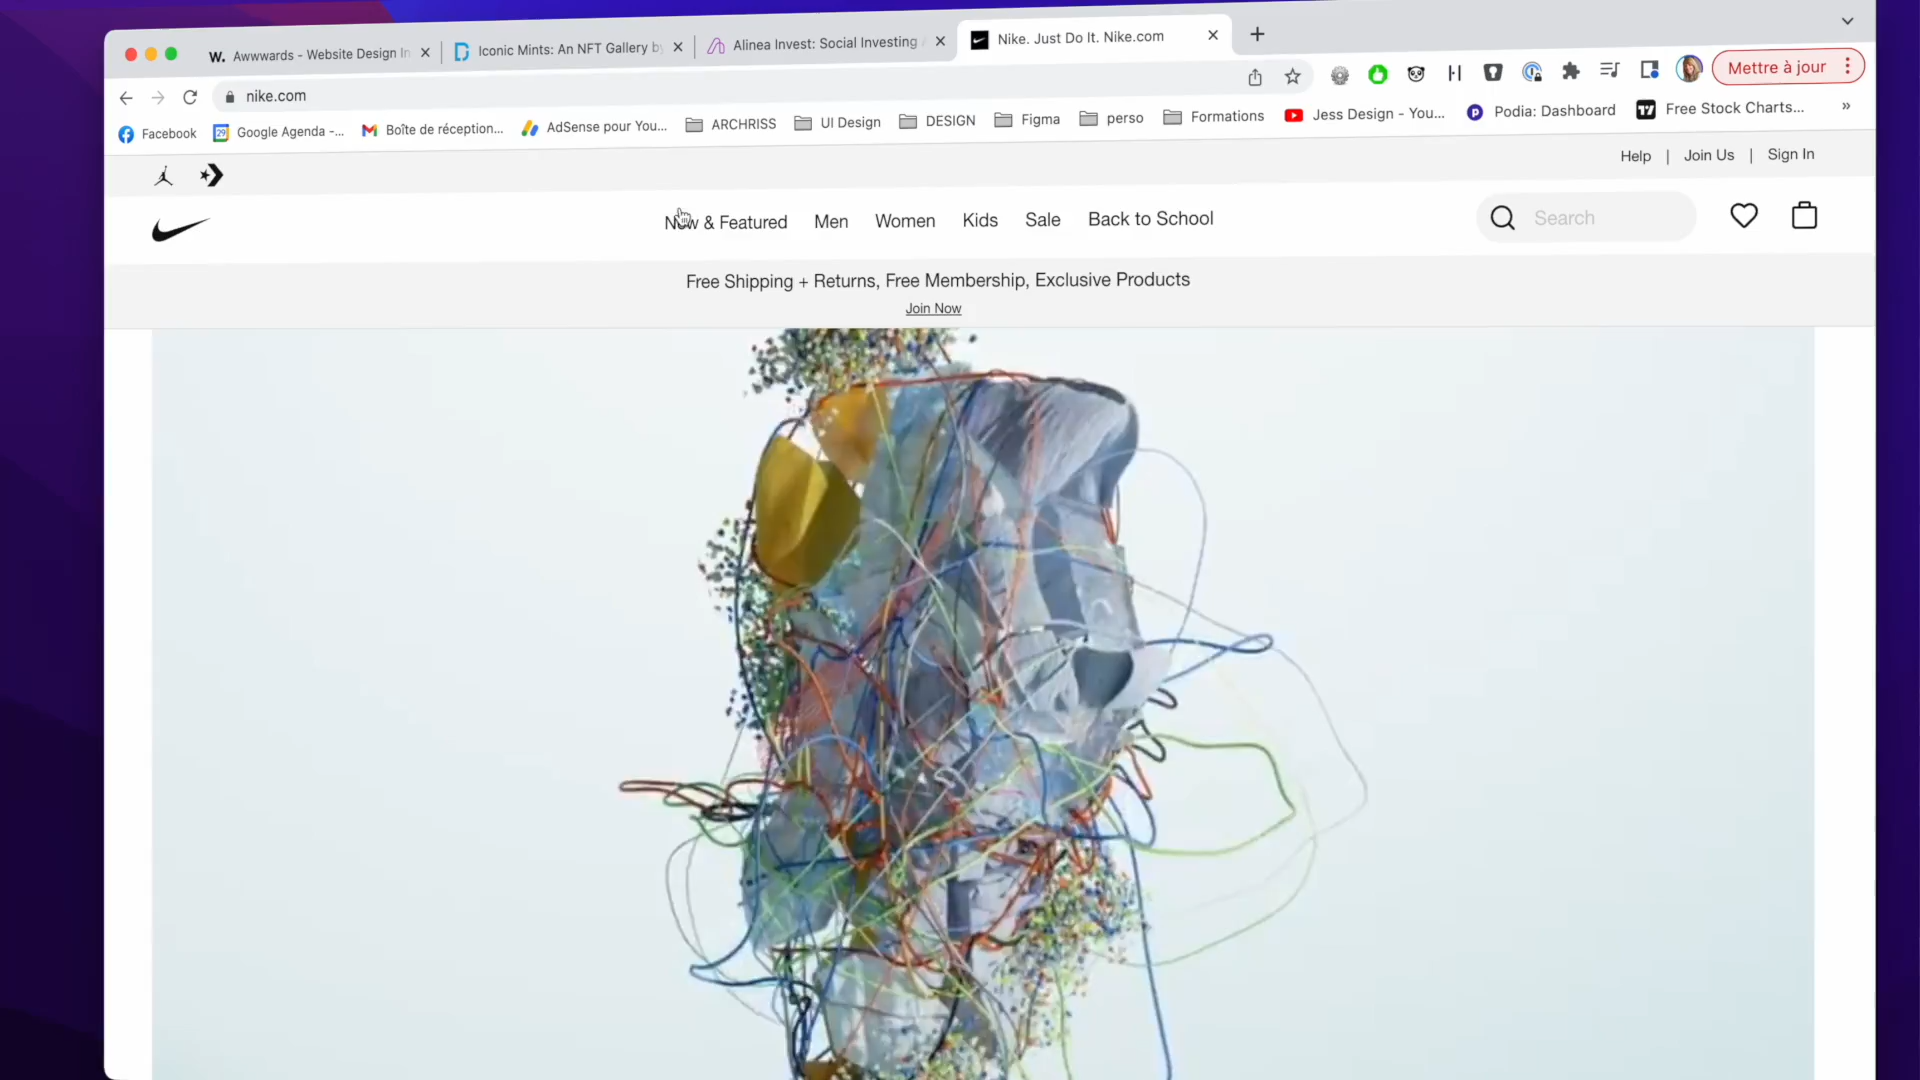 W. Awwwards - Website Design In
Iconic Mints: An NFT Gallery by
Alinea Invest: Social Investing
Nike. Just Do It. Nike.com
nike.com
Mettre à jour
Facebook
29 Google Agenda -...
Boîte de réception...
AdSense pour You...
ARCHRISS
UI Design
DESIGN
Figma
perso
Formations
Jess Design - You...
Podia: Dashboard
Free Stock Charts...
»
Help | Join Us | Sign In
New & Featured Men Women Kids Sale Back to School
Search
Free Shipping + Returns, Free Membership, Exclusive Products
Join Now